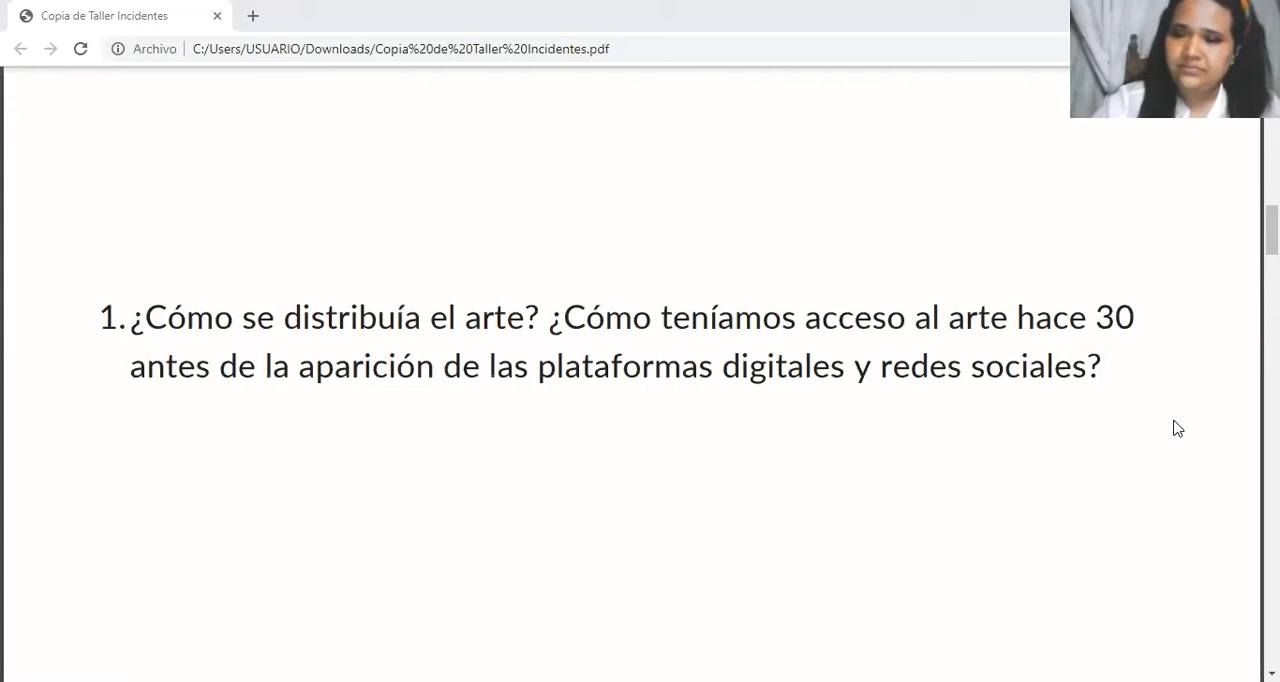 Copia de Taller Incidentes
Archivo
C:/Users/USUARIO/Downloads/Copia%20de%20Taller%20Incidentes.pdf
1. ¿Cómo se distribuía el arte? ¿Cómo teníamos acceso al arte hace 30
antes de la aparición de las plataformas digitales y redes sociales?